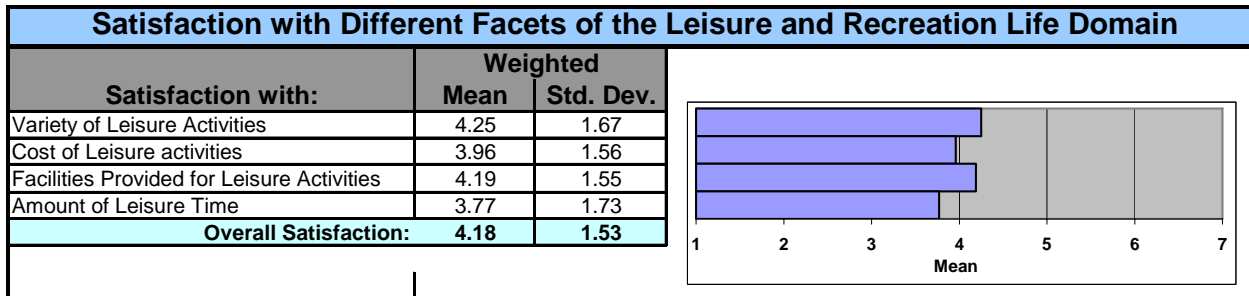 Satisfaction with Different Facets of the Leisure and Recreation Life Domain
Weighted
Satisfaction with: Mean Std. Dev.
Variety of Leisure Activities 4.25 1.67
Cost of Leisure activities 3.96 1.56
Facilities Provided for Leisure Activities 4.19 1.55
Amount of Leisure Time 3.77 1.73
Overall Satisfaction: 4.18 1.53
1 2 3 4 5 6 7
Mean